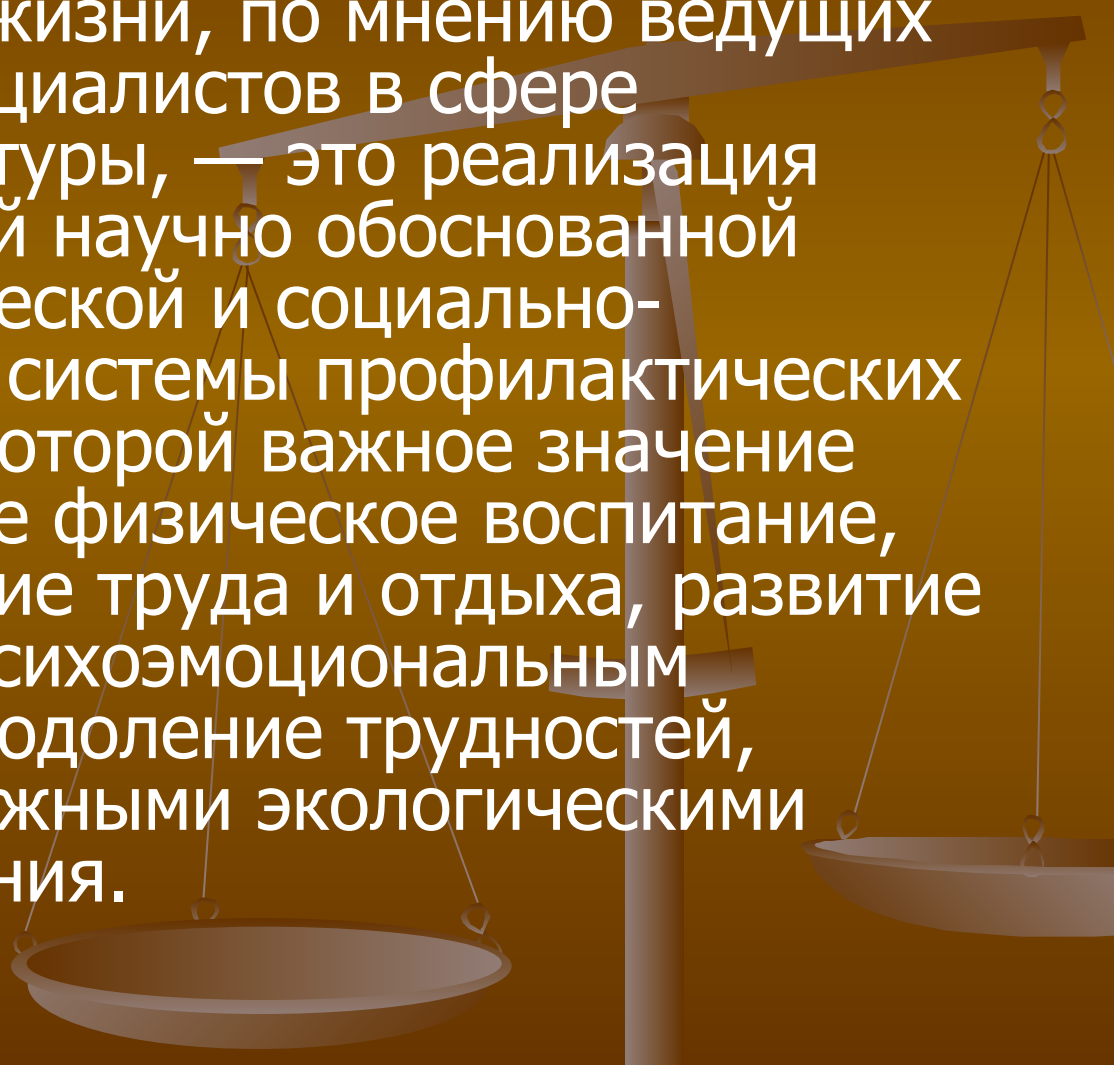 жизни, по мнению ведущих
циалистов в сфере
туры, — это реализация
й научно обоснованной
еской и социально-
системы профилактических
оторой важное значение
е физическое воспитание,
ие труда и отдыха, развитие
сихоэмоциональным
одоление трудностей,
жными экологическими
ния.